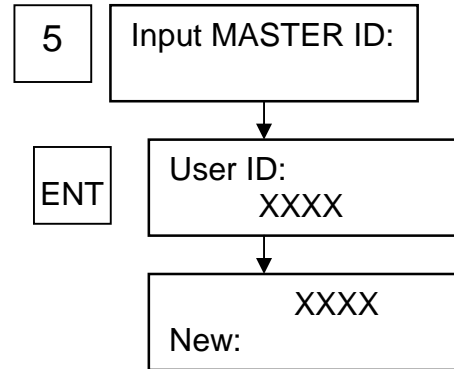 5
Input MASTER ID:
ENT
User ID:
XXXX
XXXX
New: